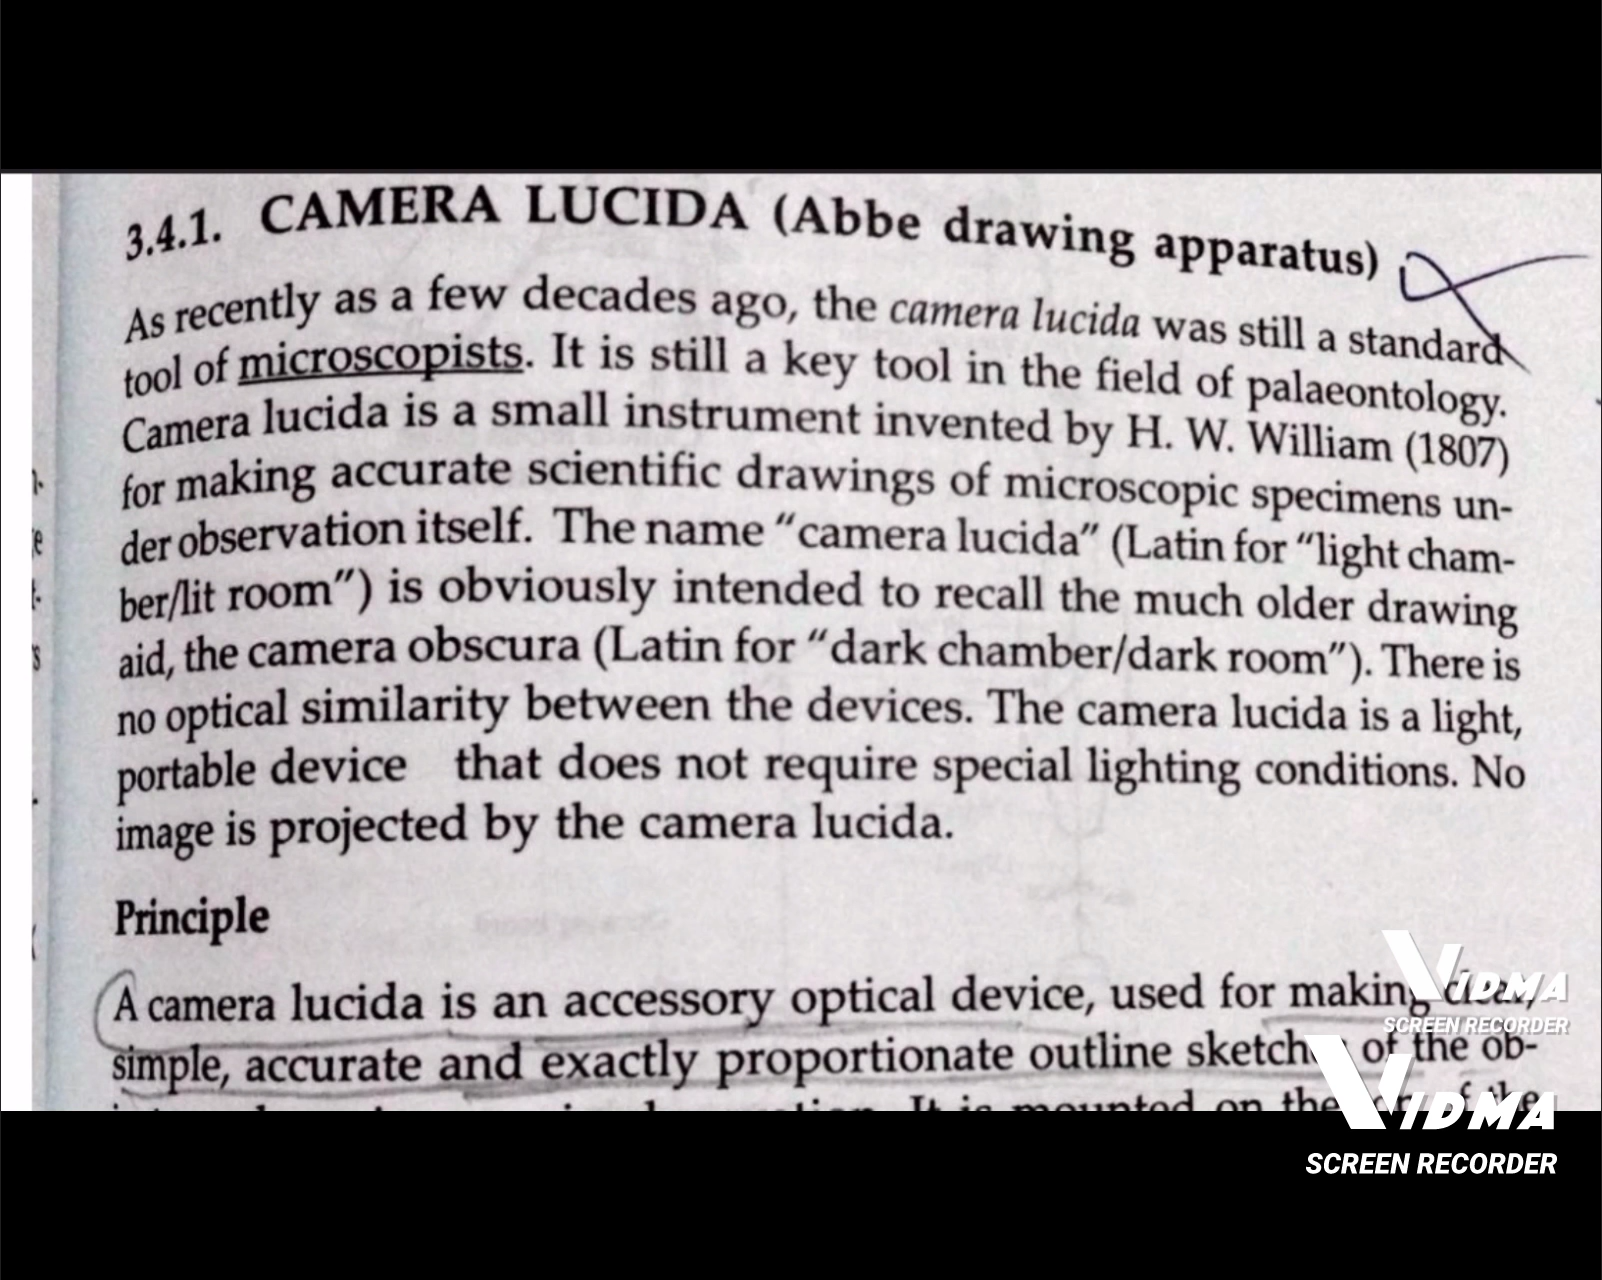 3.4.1. CAMERA LUCIDA (Abbe drawing apparatus)
As recently as a few decades ago, the camera lucida was still a standard
tool of microscopists. It is still a key tool in the field of palaeontology.
Camera lucida is a small instrument invented by H. W. William (1807)
for making accurate scientific drawings of microscopic specimens un-
der observation itself. The name "camera lucida" (Latin for "light cham-
ber/lit room") is obviously intended to recall the much older drawing
aid, the camera obscura (Latin for "dark chamber/dark room"). There is
no optical similarity between the devices. The camera lucida is a light,
portable device that does not require special lighting conditions. No
image is projected by the camera lucida.
Principle
A camera lucida is an accessory optical device, used for making
simple, accurate and exactly proportionate outline sketches of the ob-
It is mounted on the
VIDMA
SCREEN RECORDER
VIDMA
SCREEN RECORDER